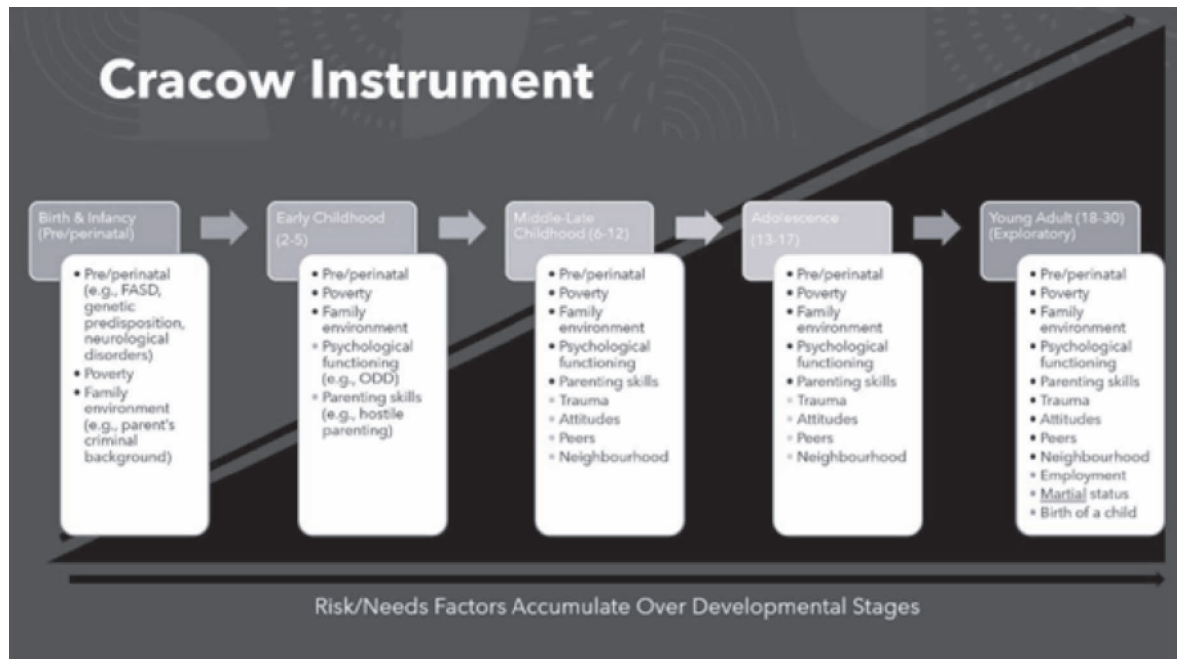 Cracow Instrument
Birth & Infancy
(Pre/perinatal)
• Pre/perinatal
(e.g., FASD,
genetic
predisposition,
neurological
disorders)
• Poverty
• Family
environment
(e.g., parent's
criminal
background)
Early Childhood
(2-5)
• Pre/perinatal
• Poverty
• Family
environment
• Psychological
functioning
(e.g., ODD)
• Parenting skills
(e.g., hostile
parenting)
Middle-Late
Childhood (6-12)
• Pre/perinatal
• Poverty
• Family
environment
• Psychological
functioning
• Parenting skills
• Trauma
• Attitudes
• Peers
• Neighbourhood
Adolescence
(13-17)
• Pre/perinatal
• Poverty
• Family
environment
• Psychological
functioning
• Parenting skills
• Trauma
• Attitudes
• Peers
• Neighbourhood
Young Adult (18-30)
(Exploratory)
• Pre/perinatal
• Poverty
• Family
environment
• Psychological
functioning
• Parenting skills
• Trauma
• Attitudes
• Peers
• Neighbourhood
• Employment
• Martial status
• Birth of a child
Risk/Needs Factors Accumulate Over Developmental Stages